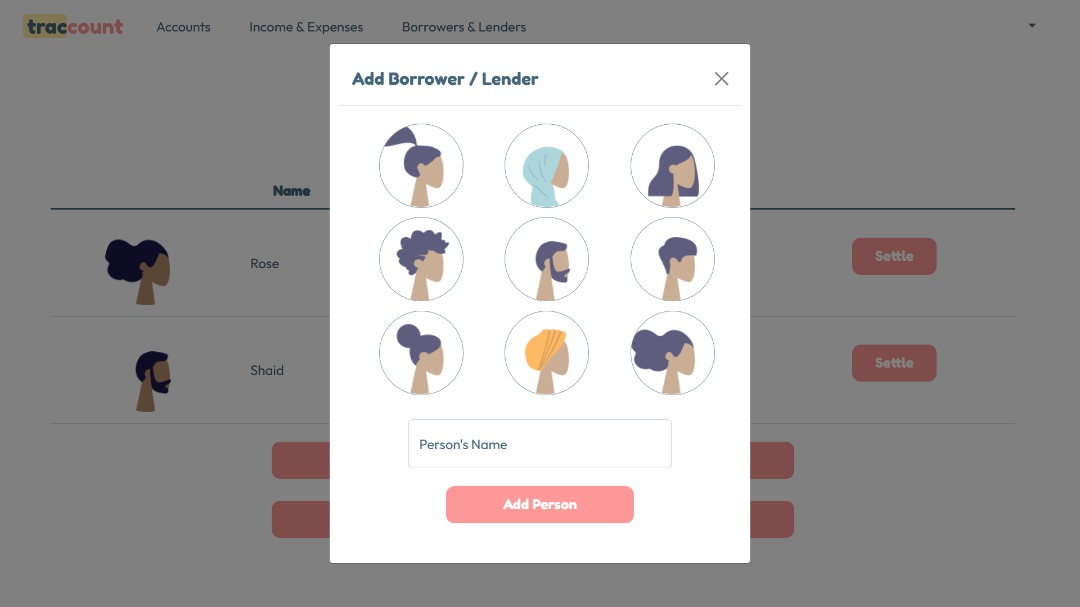 traccount Accounts Income & Expenses Borrowers & Lenders
Add Borrower / Lender
Name
Rose Settle
Shaid Settle
Person's Name
Add Person